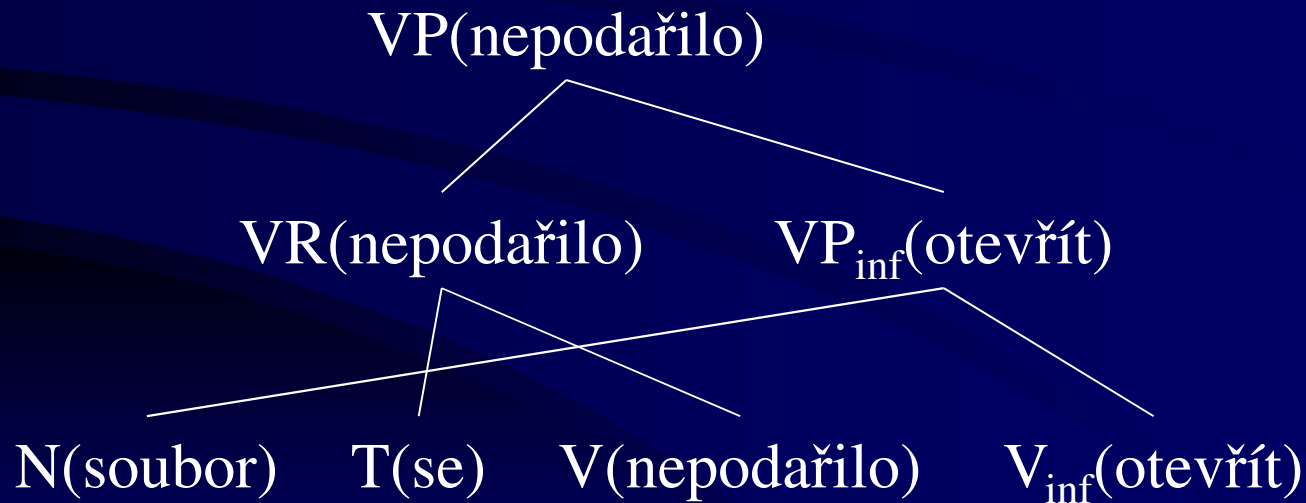 VP(nepodařilo)
VR(nepodařilo) VPinf(otevřít)
N(soubor) T(se) V(nepodařilo) Vinf(otevřít)